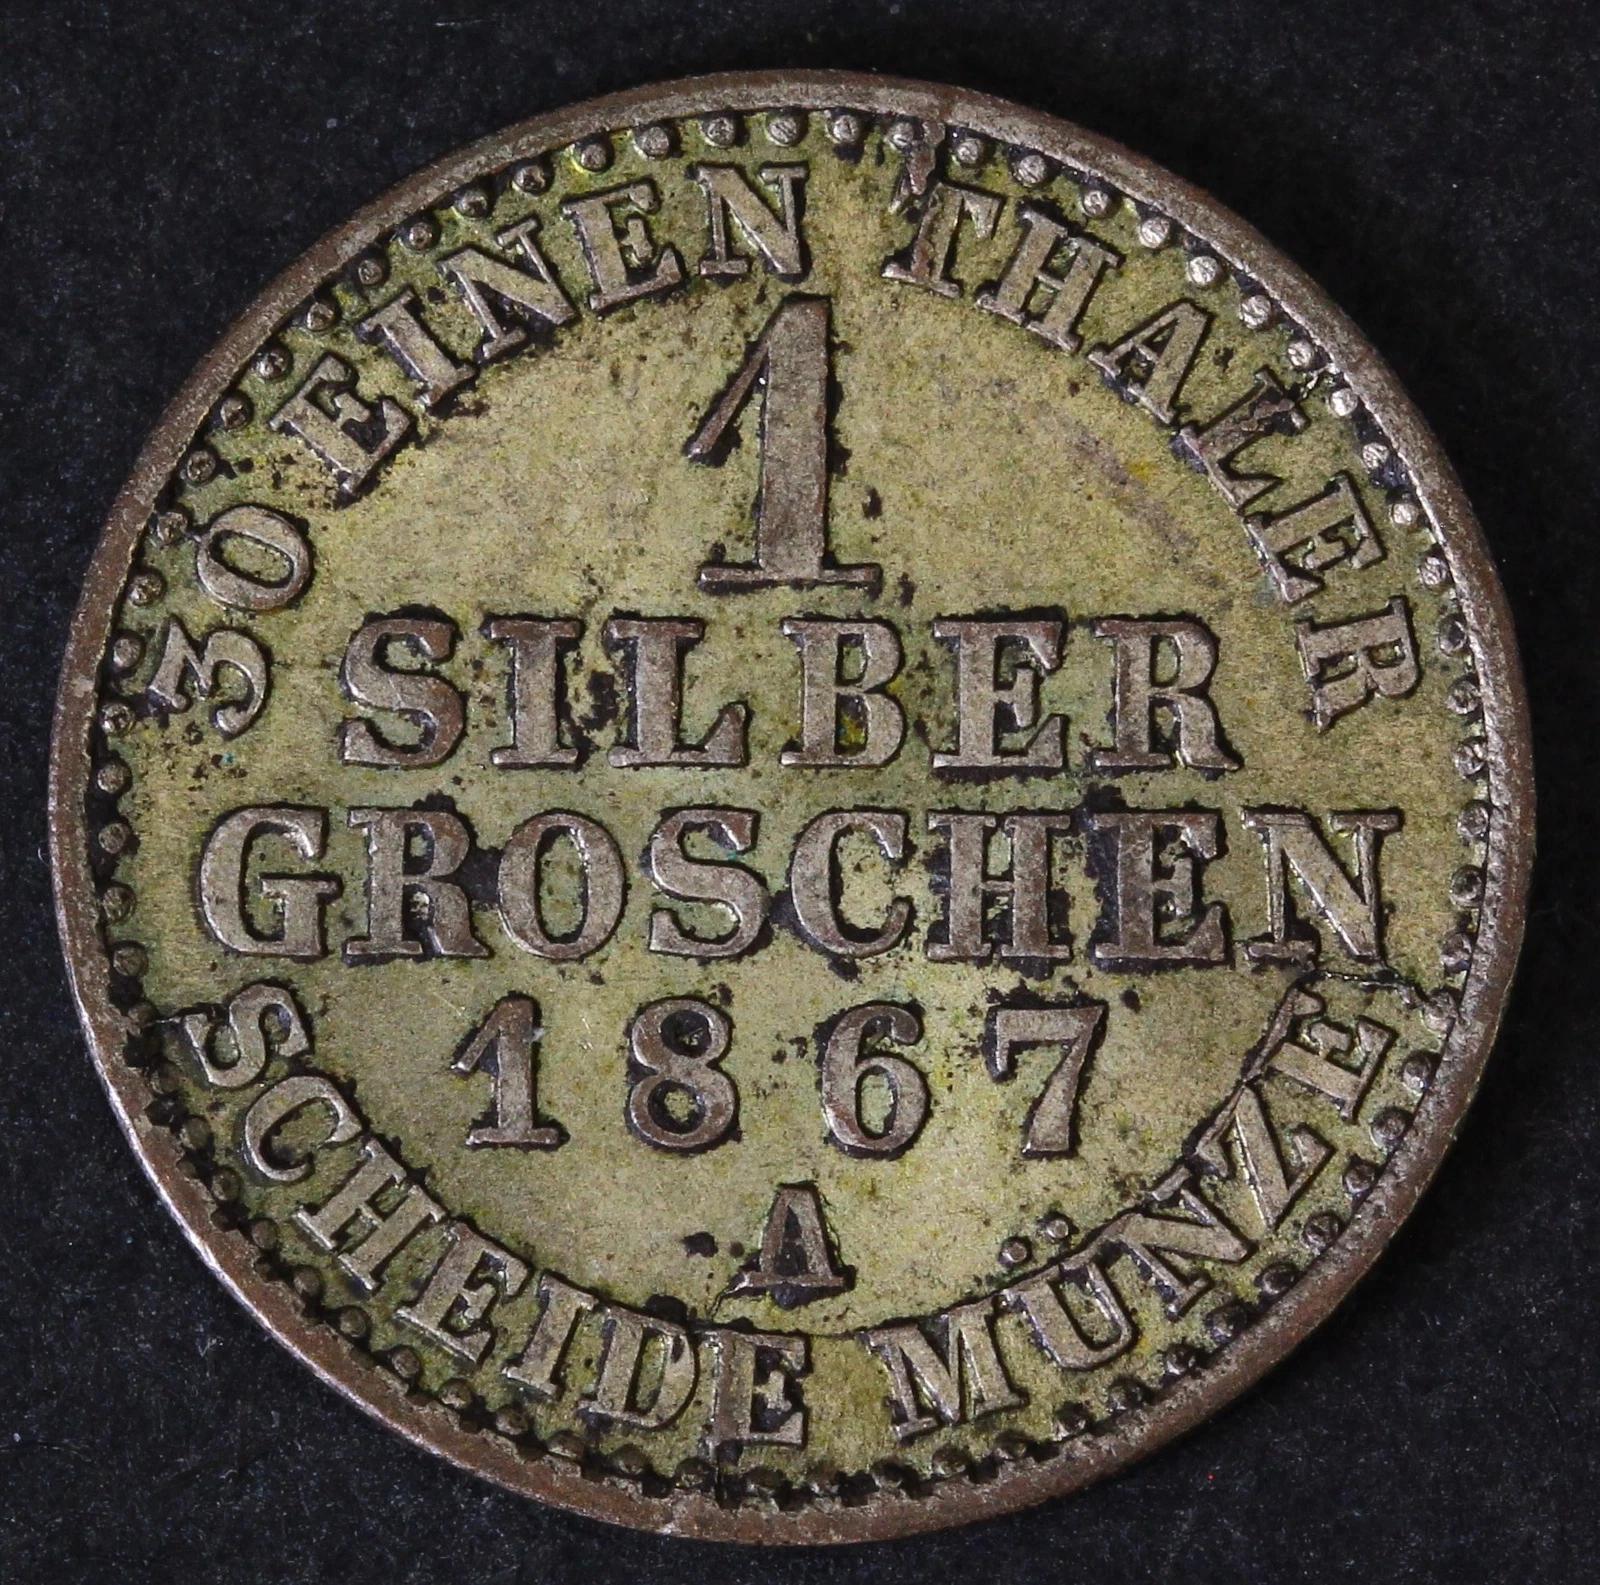 30 EINEN THALER
1
SILBER
GROSCHEN
1867
A
SCHEIDE MÜNZE